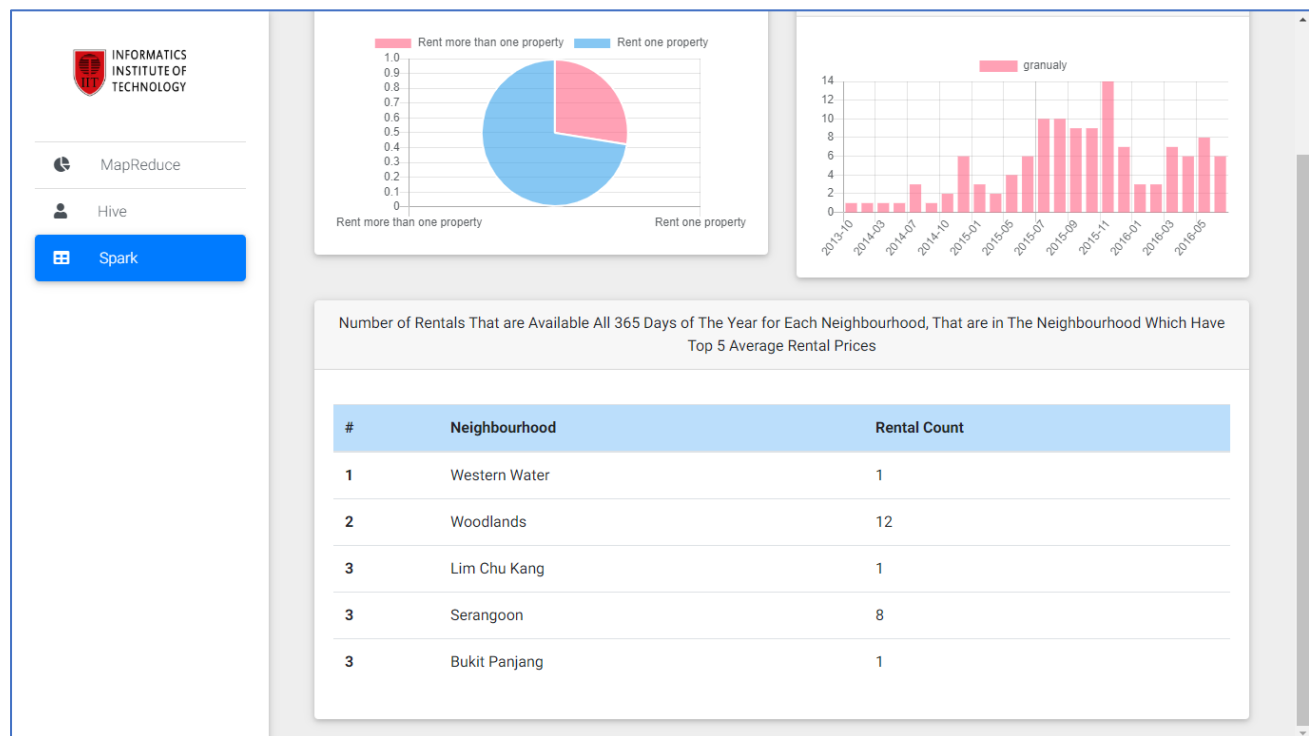 INFORMATICS
INSTITUTE OF
TECHNOLOGY
IIT
MapReduce
Hive
Spark
Rent more than one property Rent one property
1.0
0.9
0.8
0.7
0.6
0.5
0.4
0.3
0.2
0.1
0
Rent more than one property Rent one property
granualy
14
12
10
8
6
4
2
0
2013-10 2014-03 2014-07 2014-10 2015-01 2015-05 2015-07 2015-09 2015-11 2016-01 2016-03 2016-05
Number of Rentals That are Available All 365 Days of The Year for Each Neighbourhood, That are in The Neighbourhood Which Have
Top 5 Average Rental Prices
# Neighbourhood Rental Count
1 Western Water 1
2 Woodlands 12
3 Lim Chu Kang 1
3 Serangoon 8
3 Bukit Panjang 1